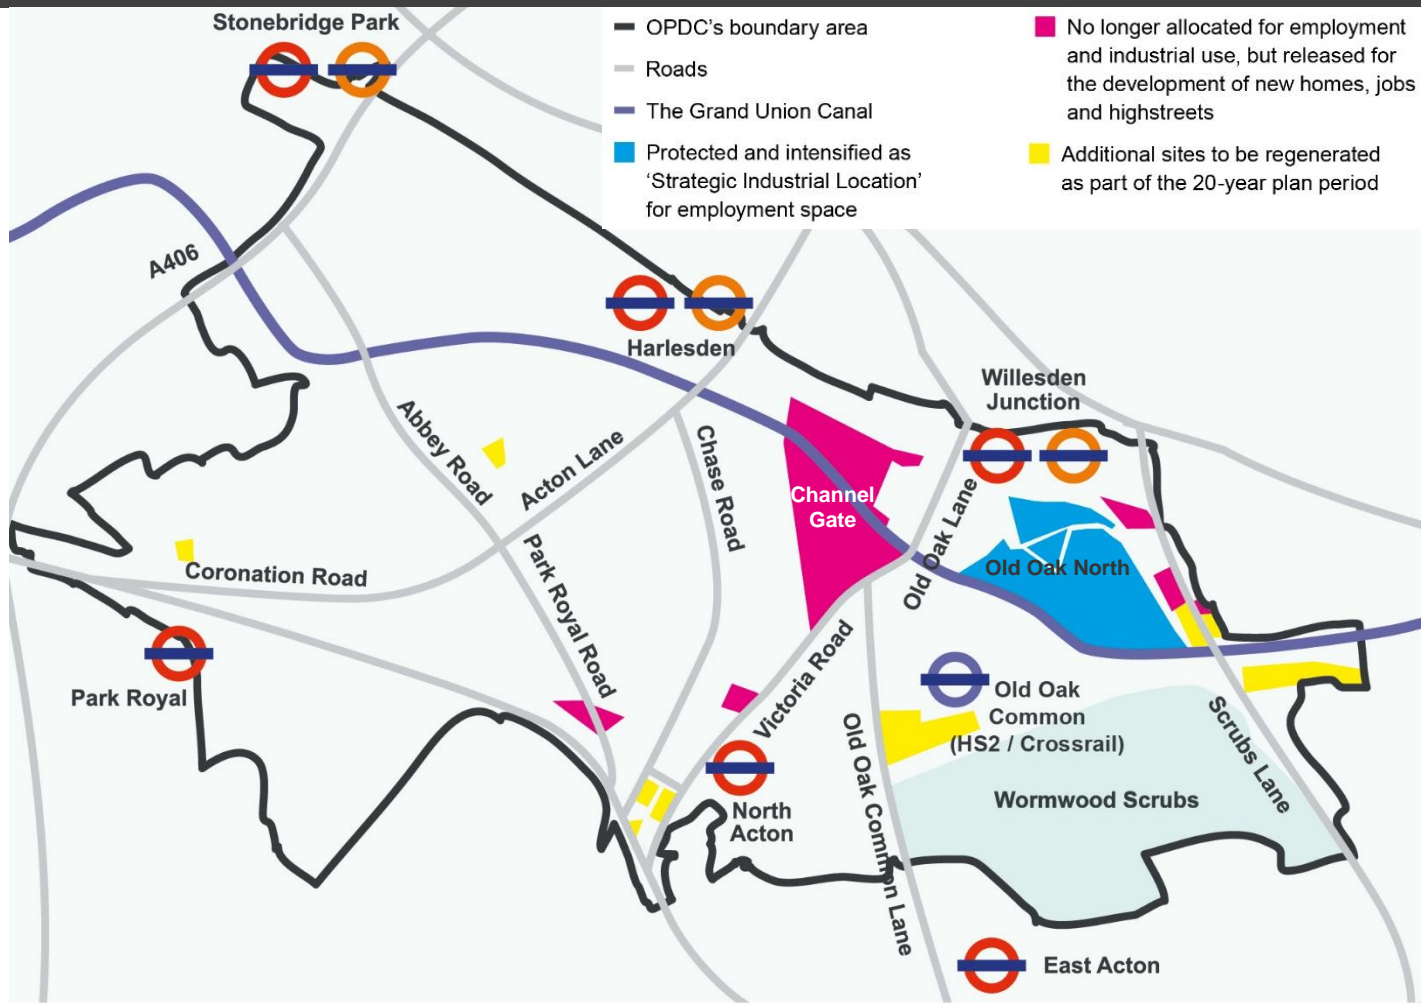 Stonebridge Park
OPDC's boundary area
Roads
The Grand Union Canal
Protected and intensified as
‘Strategic Industrial Location’
for employment space
No longer allocated for employment
and industrial use, but released for
the development of new homes, jobs
and highstreets
Additional sites to be regenerated
as part of the 20-year plan period
A406
Harlesden
Willesden
Junction
Abbey Road
Acton Lane
Chase Road
Channel
Gate
Old Oak Lane
Old Oak North
Coronation Road
Park Royal Road
Park Royal
Victoria Road
Old Oak
Common
(HS2 / Crossrail)
Scrubs Lane
Old Oak Common Lane
Wormwood Scrubs
North
Acton
East Acton